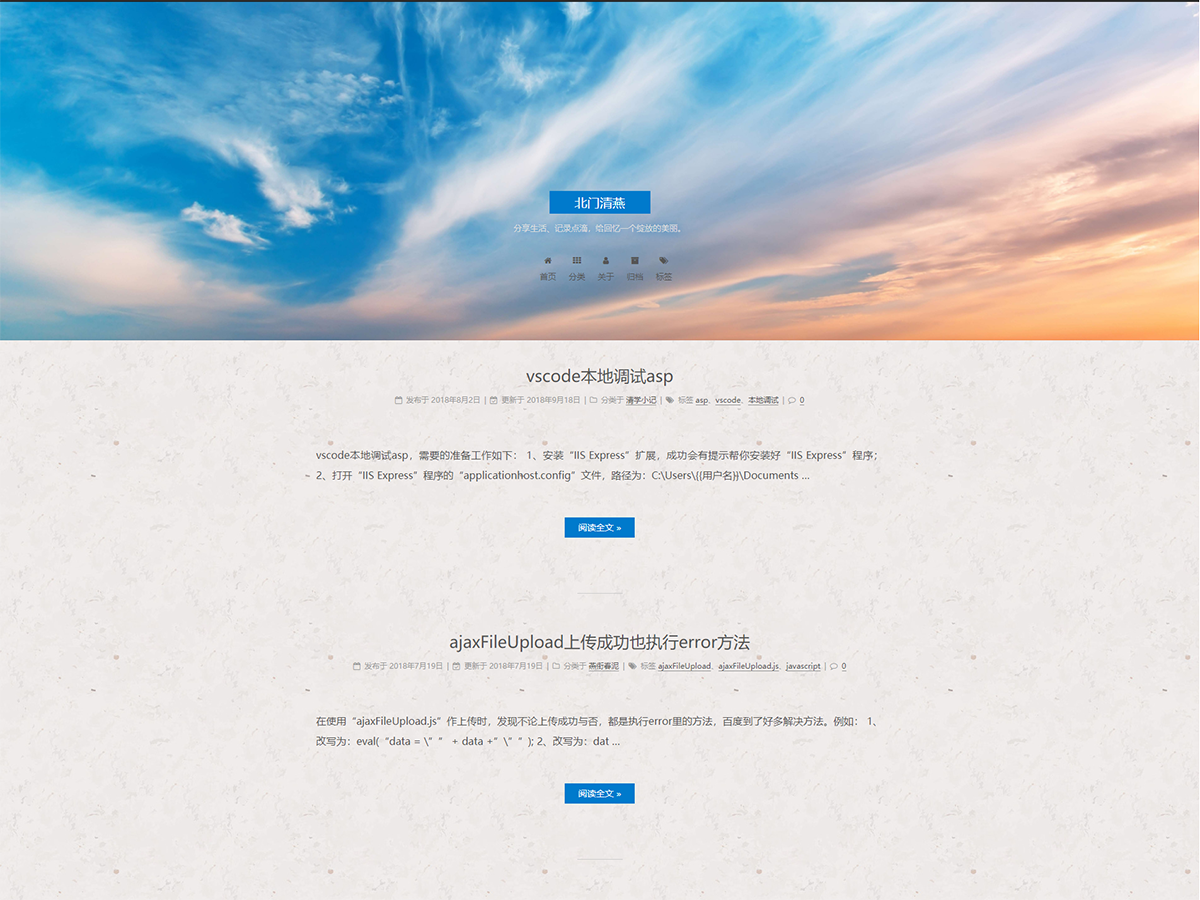 北门清燕
分享生活，记录点滴，给回忆一个绽放的美丽。
首页 分类 关于 归档 标签
vscode本地调试asp
发布于 2018年8月2日 | 更新于 2018年9月18日 | 分类于 清学小记 | 标签 asp、vscode、本地调试 | 0
vscode本地调试asp，需要的准备工作如下： 1、安装“IIS Express”扩展，成功会有提示帮你安装好“IIS Express”程序；
2、打开“IIS Express”程序的“applicationhost.config”文件，路径为：C:\Users\{{用户名}}\Documents ...
阅读全文 »
ajaxFileUpload上传成功也执行error方法
发布于 2018年7月19日 | 更新于 2018年7月19日 | 分类于 燕衔春泥 | 标签 ajaxFileUpload、ajaxFileUpload.js、javascript | 0
在使用“ajaxFileUpload.js”作上传时，发现不论上传成功与否，都是执行error里的方法，百度到了好多解决方法。例如： 1、
改写为：eval(“data = \” ” + data +” \” ”); 2、改写为：dat ...
阅读全文 »